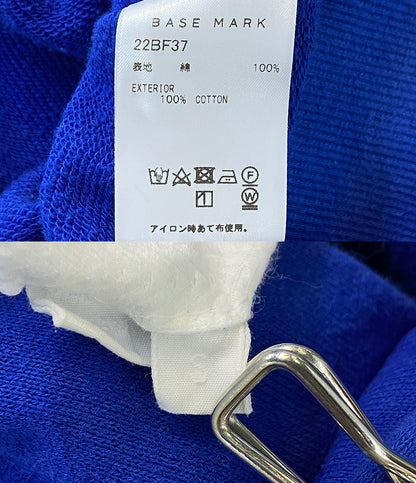 BASE MARK
22BF37
表地 綿 100%
EXTERIOR
100% COTTON
F
W
アイロン時あて布使用。
S